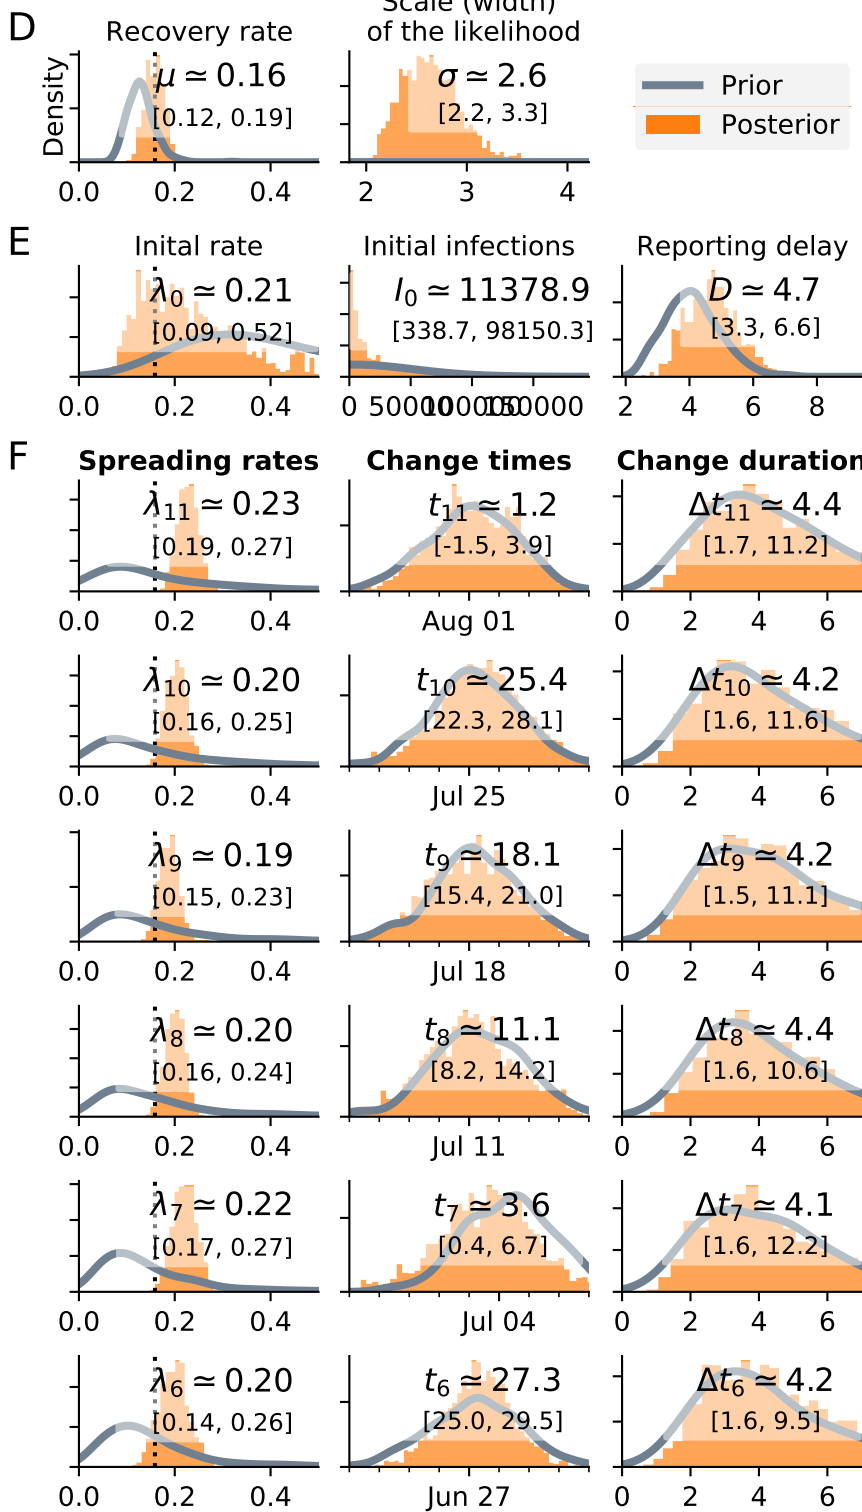 D
Scale (width)
Recovery rate
of the likelihood
Density
μ ≃ 0.16
[0.12, 0.19]
σ ≃ 2.6
[2.2, 3.3]
Prior
Posterior
0.0 0.2 0.4
2 3 4
E
Inital rate
Initial infections
Reporting delay
λ0 ≃ 0.21
[0.09, 0.52]
I0 ≃ 11378.9
[338.7, 98150.3]
D ≃ 4.7
[3.3, 6.6]
0.0 0.2 0.4
0 50000 100000 150000
2 4 6 8
F
Spreading rates
Change times
Change duration
λ11 ≃ 0.23
[0.19, 0.27]
t11 ≃ 1.2
[-1.5, 3.9]
Δt11 ≃ 4.4
[1.7, 11.2]
0.0 0.2 0.4
Aug 01
0 2 4 6
λ10 ≃ 0.20
[0.16, 0.25]
t10 ≃ 25.4
[22.3, 28.1]
Δt10 ≃ 4.2
[1.6, 11.6]
0.0 0.2 0.4
Jul 25
0 2 4 6
λ9 ≃ 0.19
[0.15, 0.23]
t9 ≃ 18.1
[15.4, 21.0]
Δt9 ≃ 4.2
[1.5, 11.1]
0.0 0.2 0.4
Jul 18
0 2 4 6
λ8 ≃ 0.20
[0.16, 0.24]
t8 ≃ 11.1
[8.2, 14.2]
Δt8 ≃ 4.4
[1.6, 10.6]
0.0 0.2 0.4
Jul 11
0 2 4 6
λ7 ≃ 0.22
[0.17, 0.27]
t7 ≃ 3.6
[0.4, 6.7]
Δt7 ≃ 4.1
[1.6, 12.2]
0.0 0.2 0.4
Jul 04
0 2 4 6
λ6 ≃ 0.20
[0.14, 0.26]
t6 ≃ 27.3
[25.0, 29.5]
Δt6 ≃ 4.2
[1.6, 9.5]
0.0 0.2 0.4
Jun 27
0 2 4 6